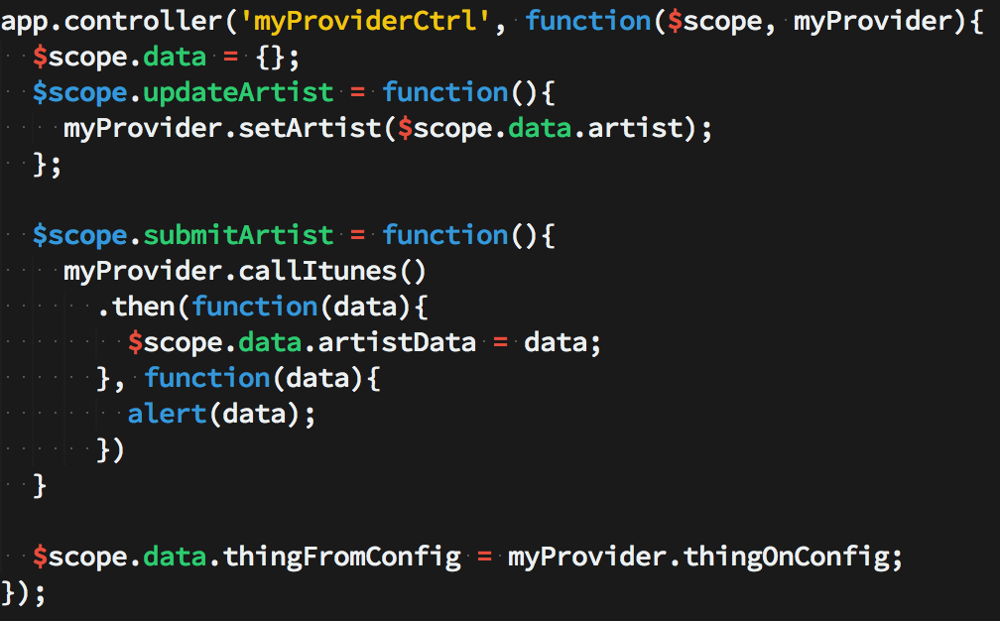 app.controller('myProviderCtrl', function($scope, myProvider){
  $scope.data = {};
  $scope.updateArtist = function(){
    myProvider.setArtist($scope.data.artist);
  };

  $scope.submitArtist = function(){
    myProvider.callItunes()
      .then(function(data){
        $scope.data.artistData = data;
      }, function(data){
        alert(data);
      })
  }

  $scope.data.thingFromConfig = myProvider.thingOnConfig;
});